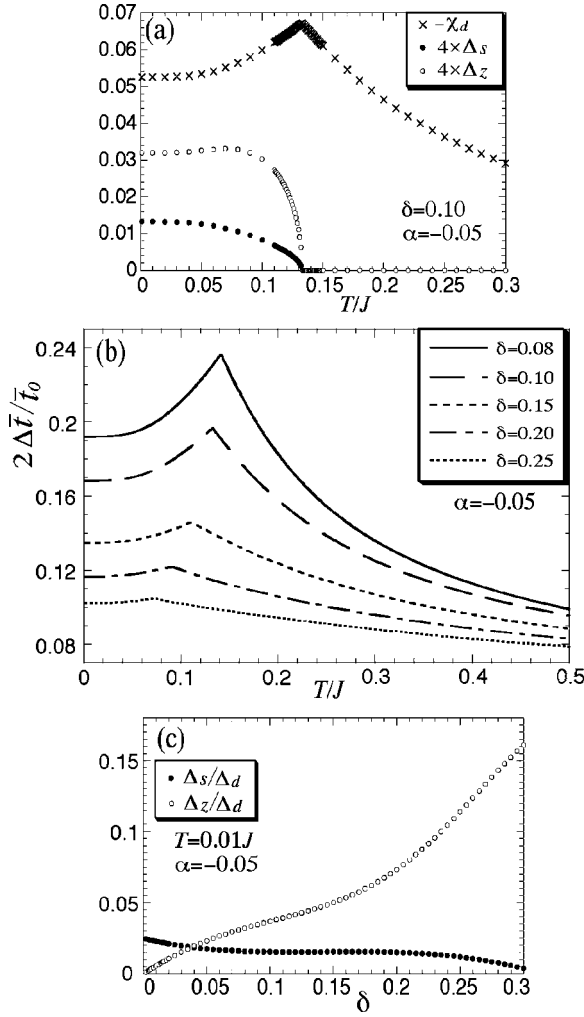 0.07
(a)
× −χd
• 4×Δs
○ 4×Δz
0.06
0.05
0.04
0.03
0.02
0.01
0
δ=0.10
α=−0.05
0 0.05 0.1 0.15 0.2 0.25 0.3
T/J
(b)
2Δt̄/t̄0
0.24
0.2
0.16
0.12
0.08
δ=0.08
δ=0.10
δ=0.15
δ=0.20
δ=0.25
α=−0.05
0 0.1 0.2 0.3 0.4 0.5
T/J
(c)
0.15
0.1
0.05
0
• Δs/Δd
○ Δz/Δd
T=0.01J
α=−0.05
0 0.05 0.10 0.15 0.2 0.25 0.3
δ